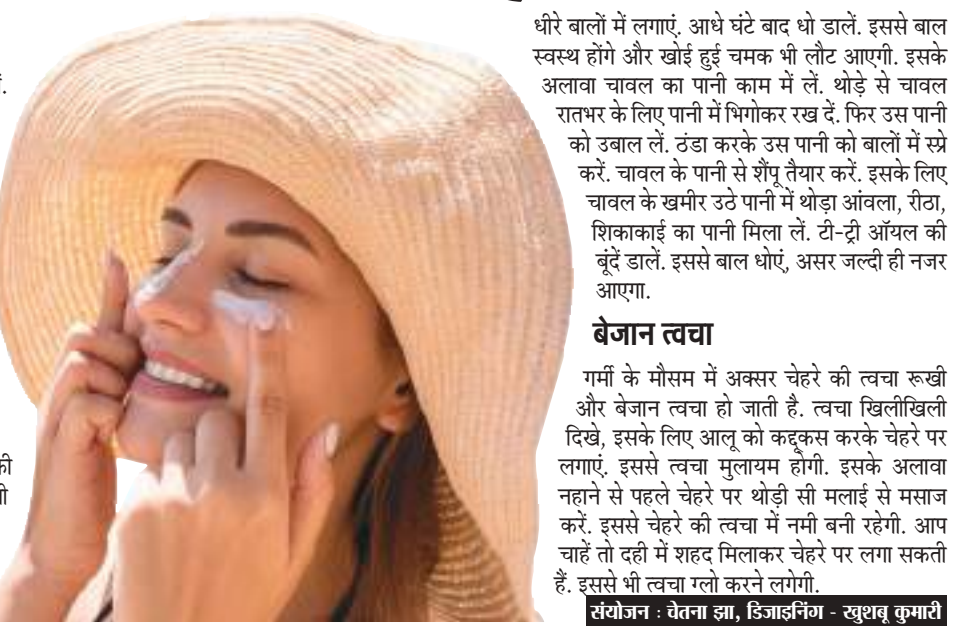 धीरे बालों में लगाएं. आधे घंटे बाद धो डालें. इससे बाल
स्वस्थ होंगे और खोई हुई चमक भी लौट आएगी. इसके
अलावा चावल का पानी काम में लें. थोड़े से चावल
रातभर के लिए पानी में भिगोकर रख दें. फिर उस पानी
को उबाल लें. ठंडा करके उस पानी को बालों में स्प्रे
करें. चावल के पानी से शैंपू तैयार करें. इसके लिए
चावल के खमीर उठे पानी में थोड़ा आंवला, रीठा,
शिकाकाई का पानी मिला लें. टी-ट्री ऑयल की
बूंदें डालें. इससे बाल धोएं, असर जल्दी ही नजर
आएगा.
बेजान त्वचा
गर्मी के मौसम में अक्सर चेहरे की त्वचा रूखी
और बेजान त्वचा हो जाती है. त्वचा खिलीखिली
दिखे, इसके लिए आलू को कद्दूकस करके चेहरे पर
लगाएं. इससे त्वचा मुलायम होगी. इसके अलावा
नहाने से पहले चेहरे पर थोड़ी सी मलाई से मसाज
करें. इससे चेहरे की त्वचा में नमी बनी रहेगी. आप
चाहें तो दही में शहद मिलाकर चेहरे पर लगा सकती
हैं. इससे भी त्वचा ग्लो करने लगेगी.
संयोजन : चेतना झा, डिजाइनिंग - खुशबू कुमारी